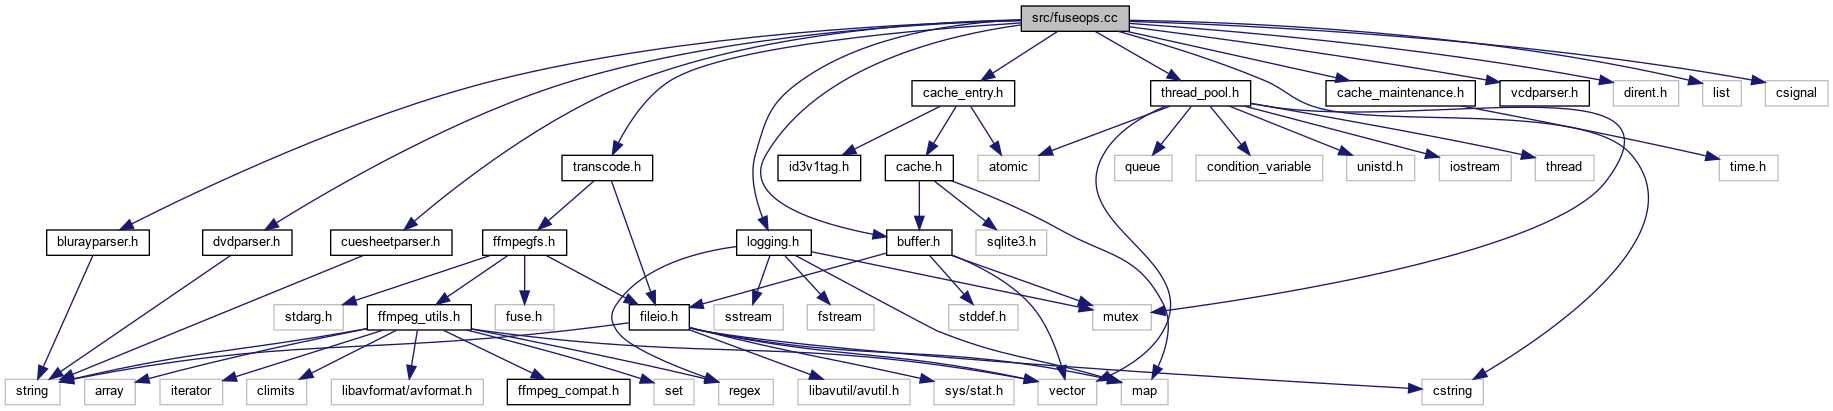 src/fuseops.cc
cache_entry.h
thread_pool.h
cache_maintenance.h
vcdparser.h
dirent.h
list
csignal
transcode.h
id3v1tag.h
cache.h
atomic
queue
condition_variable
unistd.h
iostream
thread
time.h
blurayparser.h
dvdparser.h
cuesheetparser.h
ffmpegfs.h
logging.h
buffer.h
sqlite3.h
stdarg.h
ffmpeg_utils.h
fuse.h
fileio.h
sstream
fstream
stddef.h
mutex
string
array
iterator
climits
libavformat/avformat.h
ffmpeg_compat.h
set
regex
libavutil/avutil.h
sys/stat.h
vector
map
cstring